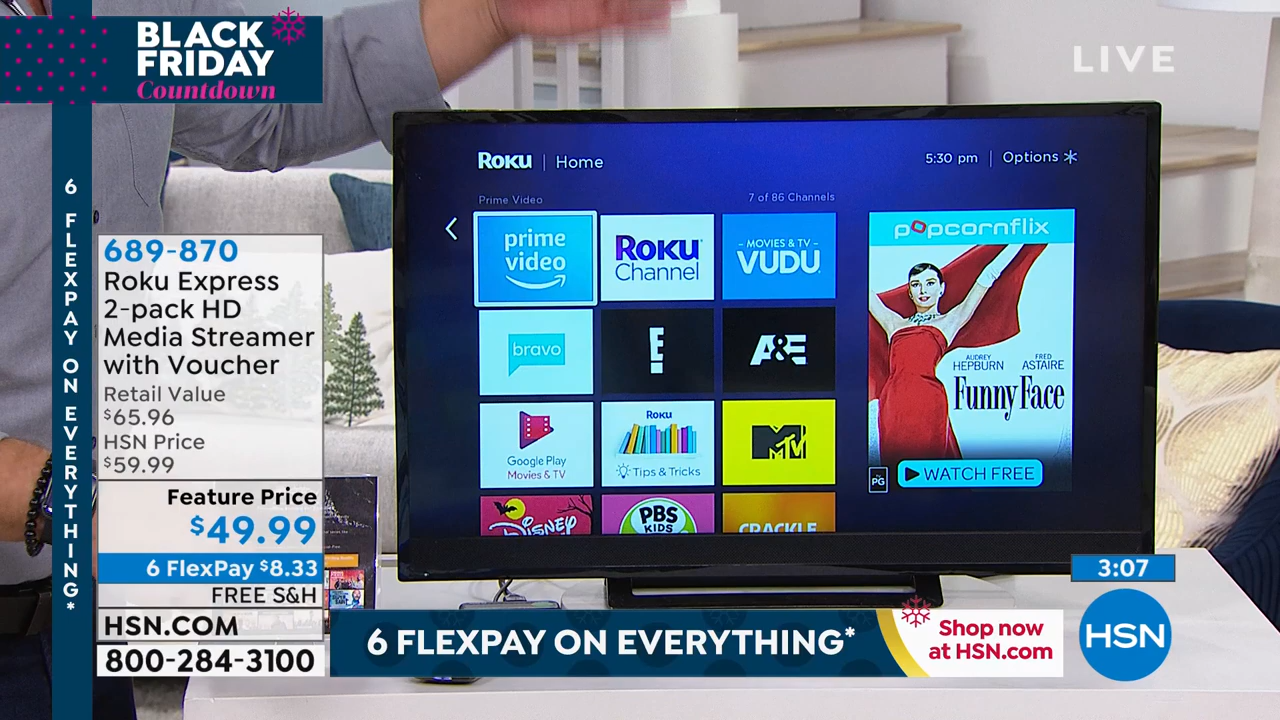 BLACK
FRIDAY
Countdown
LIVE
6 FLEXPAY ON EVERYTHING*
689-870
Roku Express
2-pack HD
Media Streamer
with Voucher
Retail Value
$65.96
HSN Price
$59.99
Feature Price
$49.99
6 FlexPay $8.33
FREE S&H
HSN.COM
800-284-3100
ROKU | Home
5:30 pm | Options
Prime Video
7 of 86 Channels
prime
video
ROKU
Channel
- MOVIES & TV -
VUDU
bravo
E!
A&E
Google Play
Movies & TV
ROKU
Tips & Tricks
MTV
DISNEY
PBS
KIDS
CRACKLE
popcornflix
AUDREY
HEPBURN
FRED
ASTAIRE
Funny Face
PG
WATCH FREE
3:07
6 FLEXPAY ON EVERYTHING*
Shop now
at HSN.com
HSN